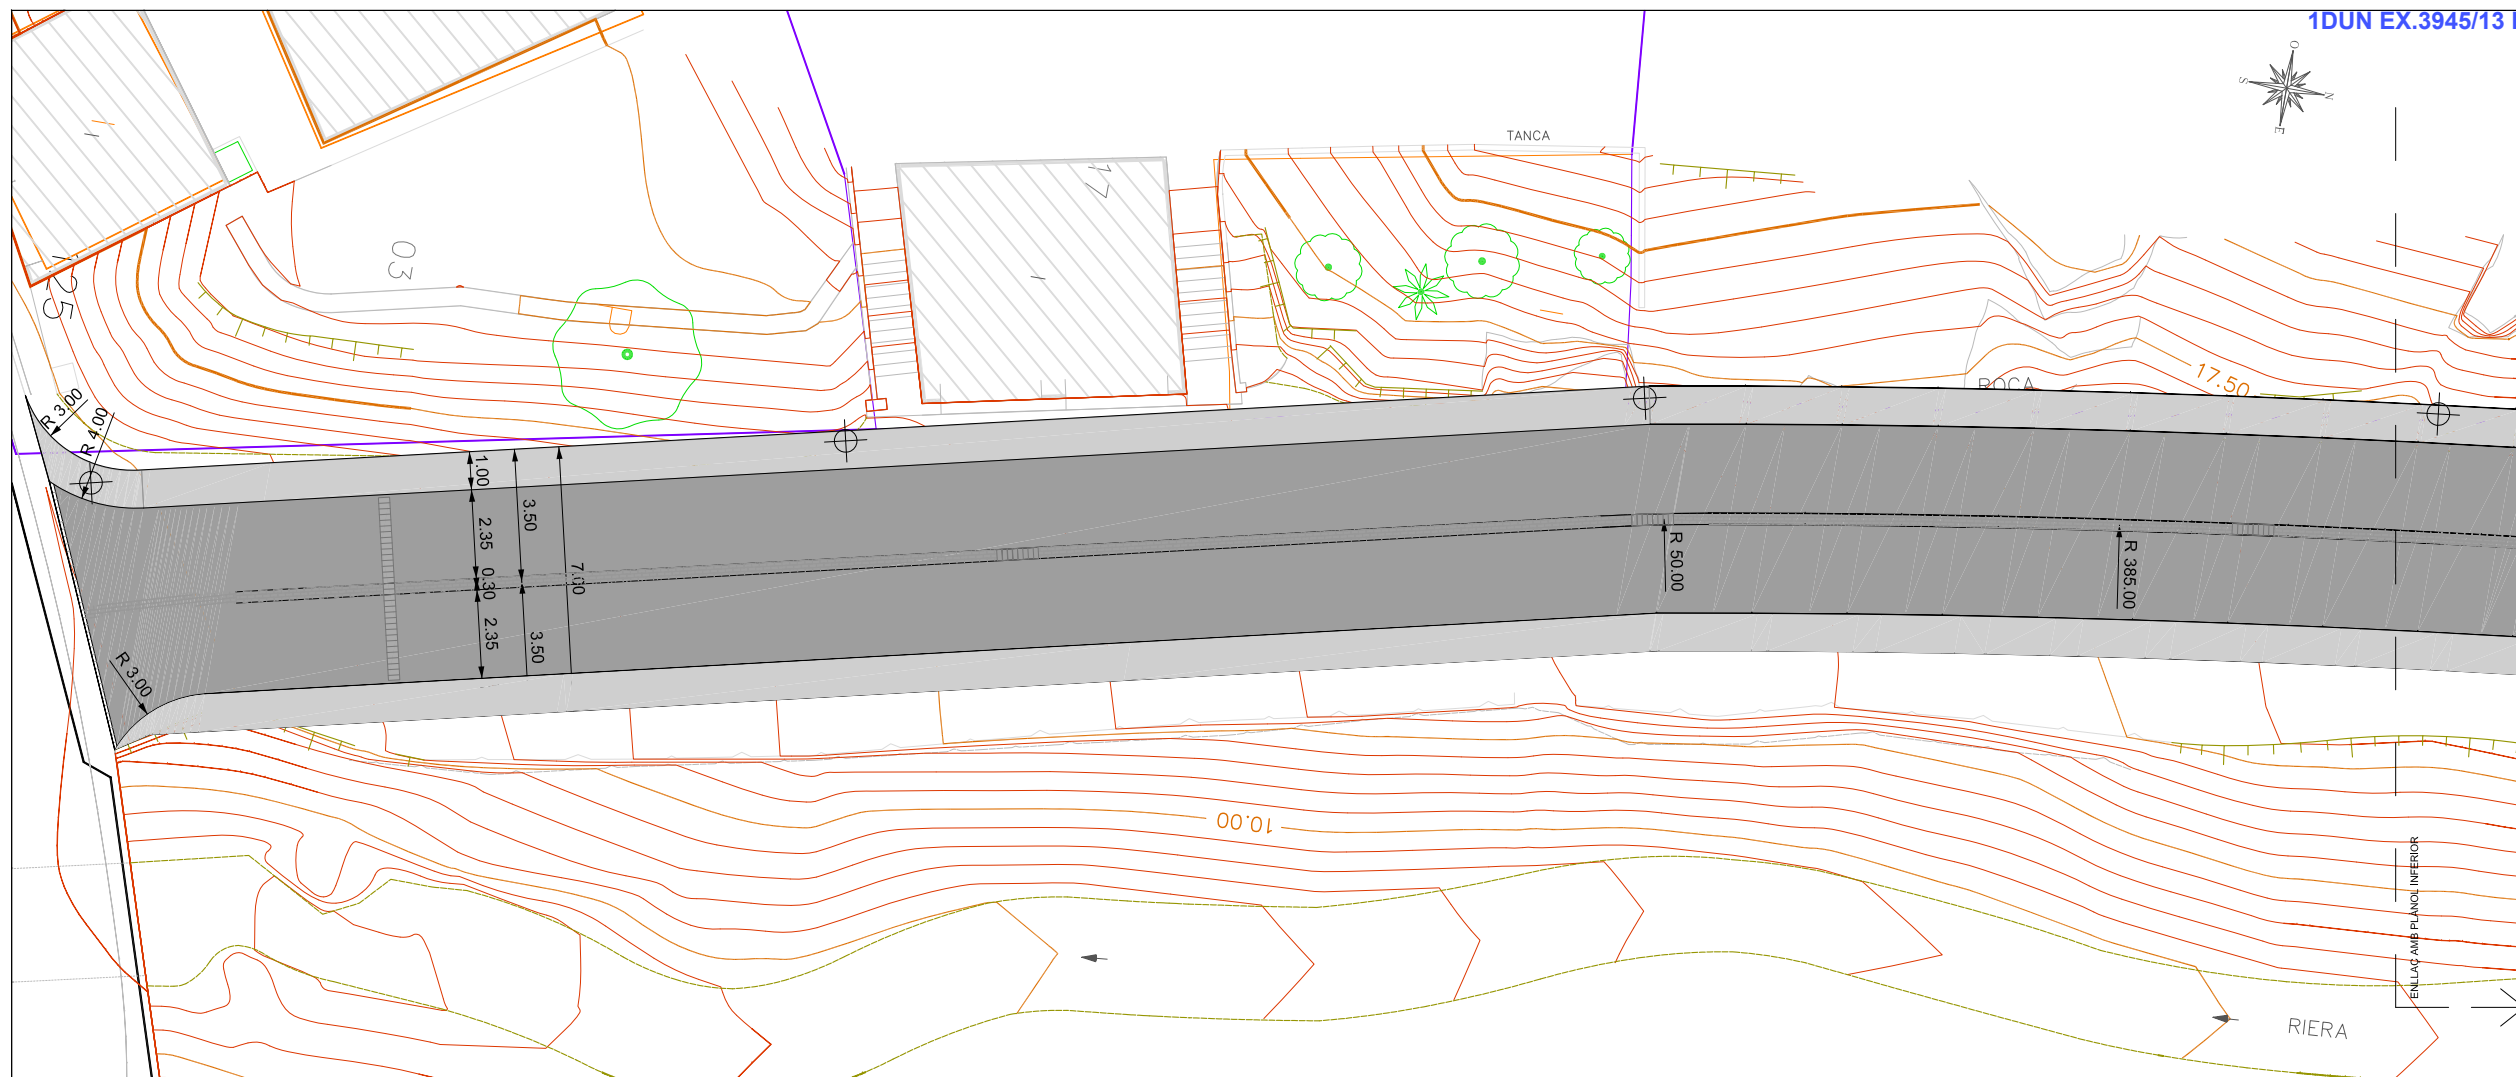 1DUN EX.3945/13
O
S
N
E
TANCA
17
I
I
03
125
ROCA
17.50
R 3.00
R 4.00
1.00
3.50
2.35
0.30
7.00
2.35
3.50
R 50.00
R 385.00
R 3.00
10.00
ENLLAÇ AMB PLÀNOL INFERIOR
RIERA